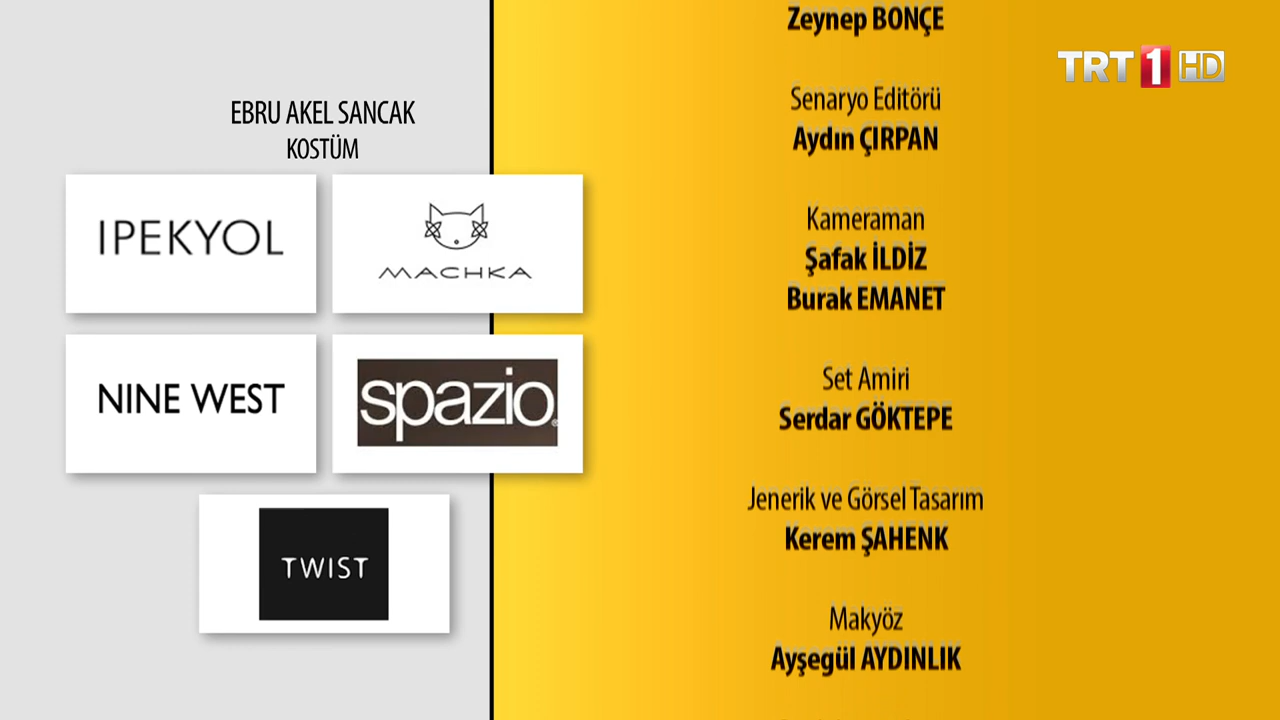 EBRU AKEL SANCAK
KOSTÜM
IPEKYOL
MACHKA
NINE WEST
spazio®
TWIST
Zeynep BONÇE
Senaryo Editörü
Aydın ÇIRPAN
Kameraman
Şafak İLDİZ
Burak EMANET
Set Amiri
Serdar GÖKTEPE
Jenerik ve Görsel Tasarım
Kerem ŞAHENK
Makyöz
Ayşegül AYDINLIK
TRT 1 HD